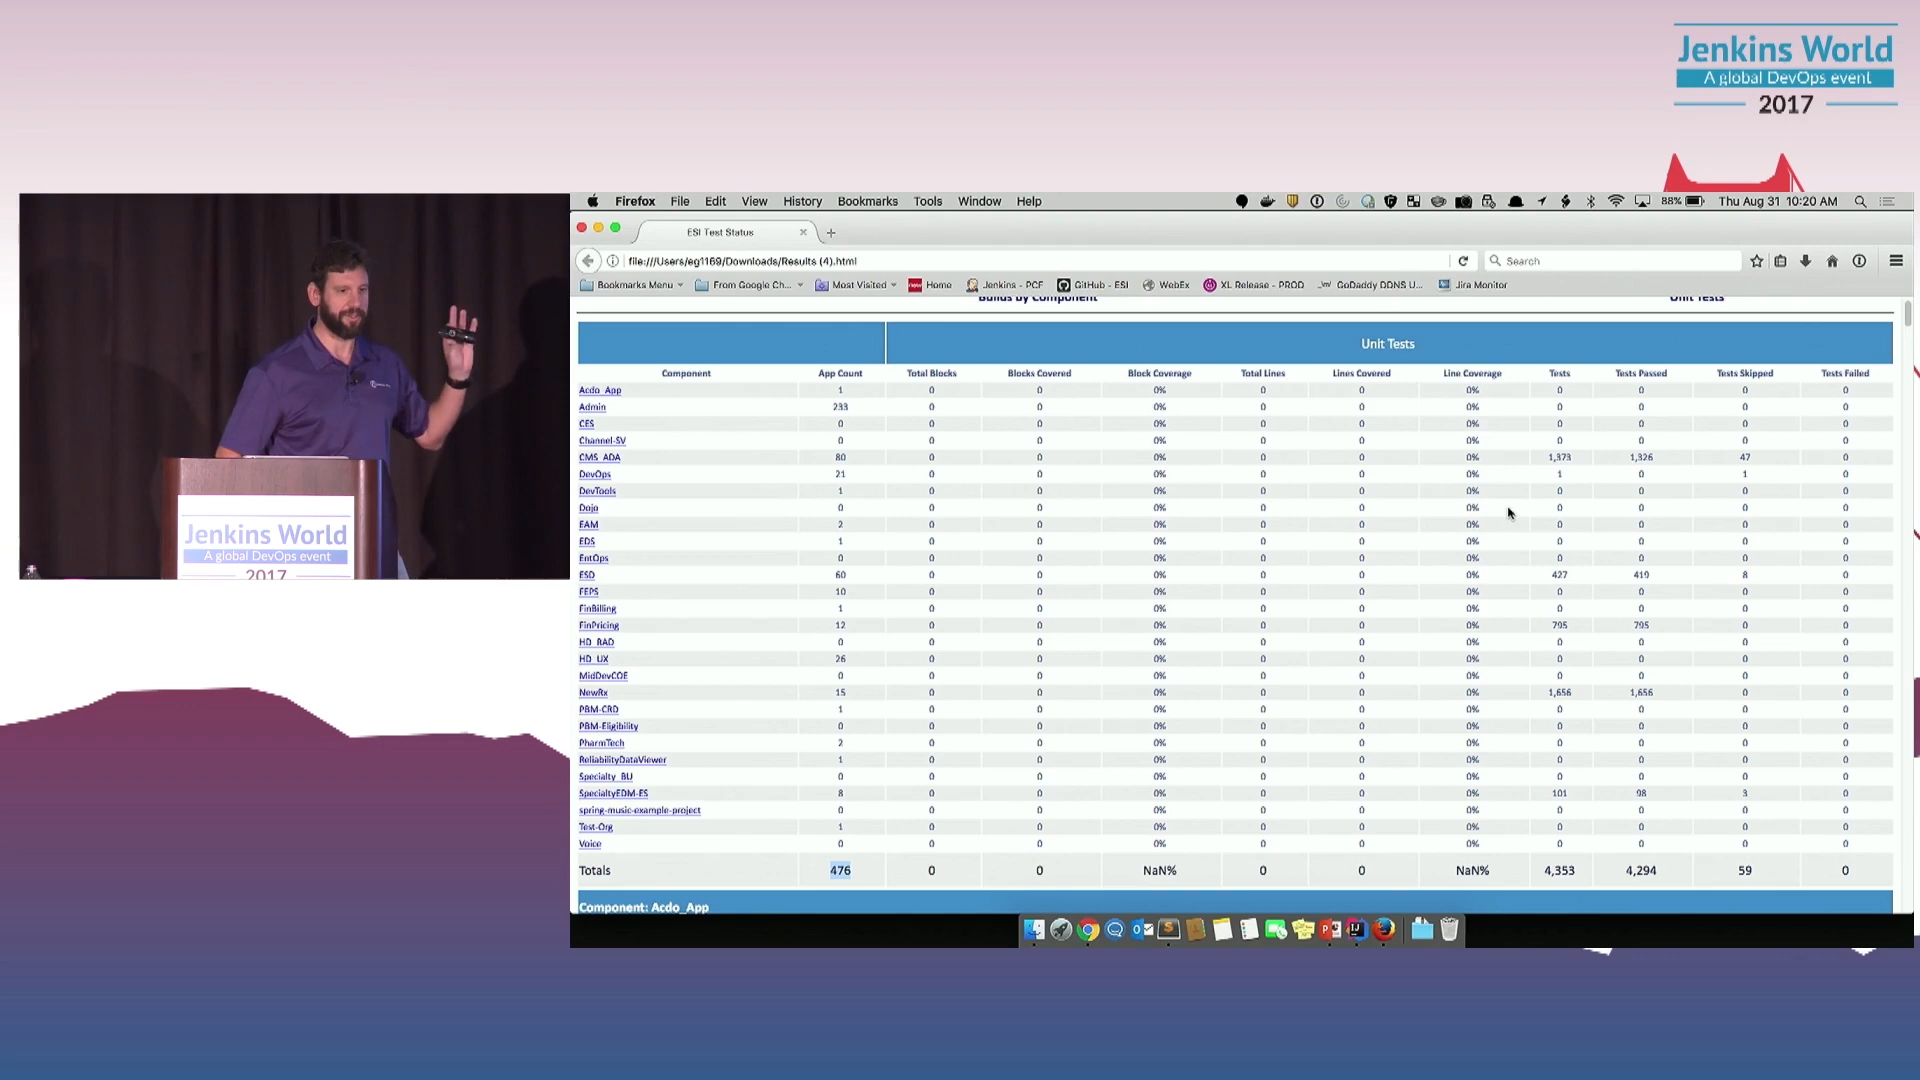 Jenkins World
A global DevOps event
2017
Jenkins World
A global DevOps event
2017
Firefox File Edit View History Bookmarks Tools Window Help 88% Thu Aug 31 10:20 AM
ESI Test Status
file:///Users/eg1169/Downloads/Results (4).html Search
Bookmarks Menu From Google Ch... Most Visited Home Jenkins - PCF GitHub - ESI WebEx XL Release - PROD GoDaddy DDNS U... Jira Monitor
Builds by Component Unit Tests
Unit Tests
Component App Count Total Blocks Blocks Covered Block Coverage Total Lines Lines Covered Line Coverage Tests Tests Passed Tests Skipped Tests Failed
Acdo_App 1 0 0 0% 0 0 0% 0 0 0 0
Admin 233 0 0 0% 0 0 0% 0 0 0 0
CES 0 0 0 0% 0 0 0% 0 0 0 0
Channel-SV 0 0 0 0% 0 0 0% 0 0 0 0
CMS_ADA 80 0 0 0% 0 0 0% 1,373 1,326 47 0
DevOps 21 0 0 0% 0 0 0% 1 0 1 0
DevTools 1 0 0 0% 0 0 0% 0 0 0 0
Dojo 0 0 0 0% 0 0 0% 0 0 0 0
EAM 2 0 0 0% 0 0 0% 0 0 0 0
EDS 1 0 0 0% 0 0 0% 0 0 0 0
EntOps 0 0 0 0% 0 0 0% 0 0 0 0
ESD 60 0 0 0% 0 0 0% 427 419 8 0
FEPS 10 0 0 0% 0 0 0% 0 0 0 0
FinBilling 1 0 0 0% 0 0 0% 0 0 0 0
FinPricing 12 0 0 0% 0 0 0% 795 795 0 0
HD_RAD 0 0 0 0% 0 0 0% 0 0 0 0
HD_UX 26 0 0 0% 0 0 0% 0 0 0 0
MidDevCOE 0 0 0 0% 0 0 0% 0 0 0 0
NewRx 15 0 0 0% 0 0 0% 1,656 1,656 0 0
PBM-CRD 1 0 0 0% 0 0 0% 0 0 0 0
PBM-Eligibility 0 0 0 0% 0 0 0% 0 0 0 0
PharmTech 2 0 0 0% 0 0 0% 0 0 0 0
ReliabilityDataViewer 1 0 0 0% 0 0 0% 0 0 0 0
Specialty_BU 0 0 0 0% 0 0 0% 0 0 0 0
SpecialtyEDM-ES 8 0 0 0% 0 0 0% 101 98 3 0
spring-music-example-project 0 0 0 0% 0 0 0% 0 0 0 0
Test-Org 1 0 0 0% 0 0 0% 0 0 0 0
Voice 0 0 0 0% 0 0 0% 0 0 0 0
Totals 476 0 0 NaN% 0 0 NaN% 4,353 4,294 59 0
Component: Acdo_App